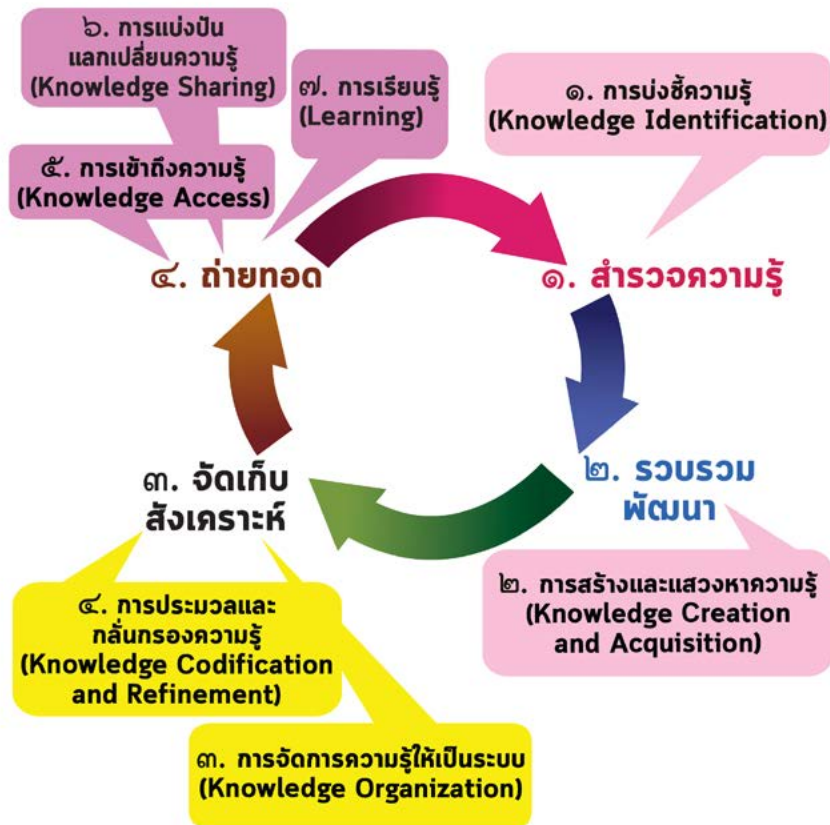 ๖. การแบ่งปัน
แลกเปลี่ยนความรู้
(Knowledge Sharing)
๗. การเรียนรู้
(Learning)
๑. การบ่งชี้ความรู้
(Knowledge Identification)
๕. การเข้าถึงความรู้
(Knowledge Access)
๔. ถ่ายทอด
๑. สำรวจความรู้
๓. จัดเก็บ
สังเคราะห์
๒. รวบรวม
พัฒนา
๔. การประมวลและ
กลั่นกรองความรู้
(Knowledge Codification
and Refinement)
๒. การสร้างและแสวงหาความรู้
(Knowledge Creation
and Acquisition)
๓. การจัดการความรู้ให้เป็นระบบ
(Knowledge Organization)